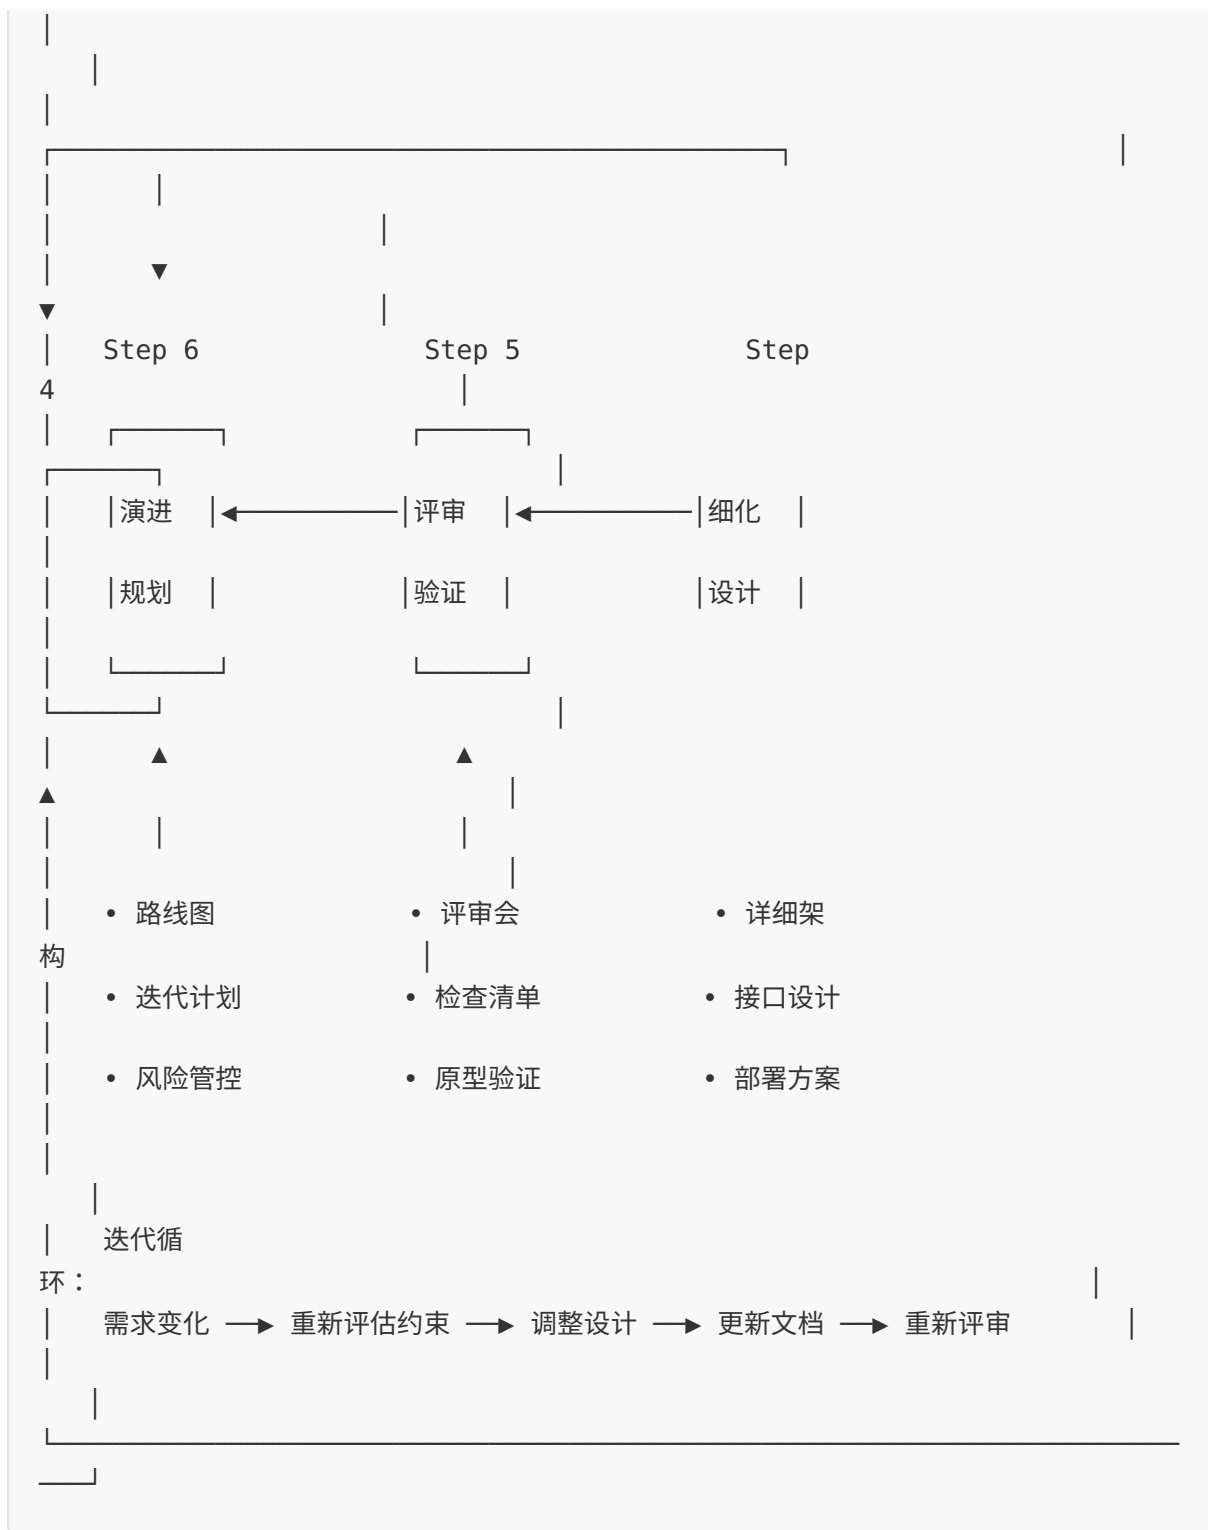 Step 6 Step 5 Step
4
演进 评审 细化
规划 验证 设计
• 路线图 • 评审会 • 详细架
构
• 迭代计划 • 检查清单 • 接口设计
• 风险管控 • 原型验证 • 部署方案
迭代循
环：
需求变化 ──▶ 重新评估约束 ──▶ 调整设计 ──▶ 更新文档 ──▶ 重新评审